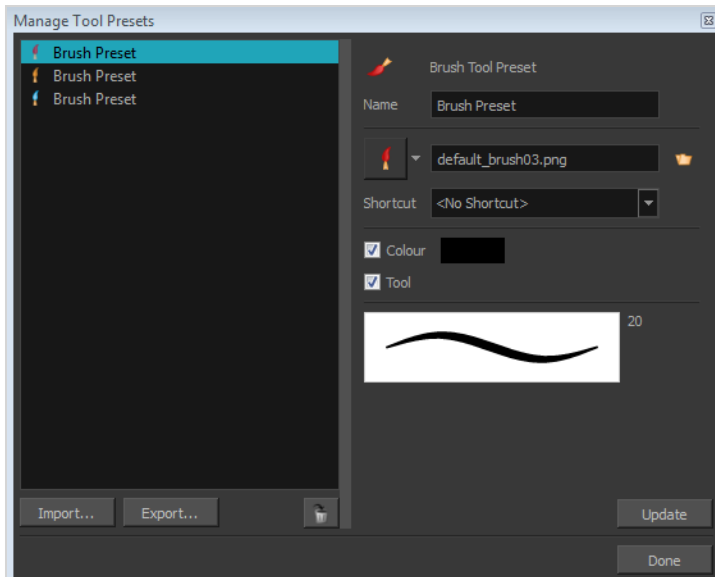 Manage Tool Presets
Brush Preset
Brush Preset
Brush Preset
Brush Tool Preset
Name Brush Preset
default_brush03.png
Shortcut <No Shortcut>
Colour
Tool
20
Import... Export... Update
Done